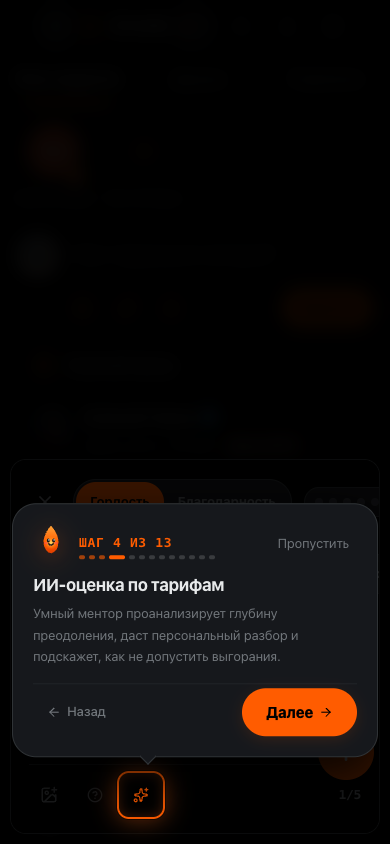 Гордость Благодарность
ШАГ 4 ИЗ 13
Пропустить
ИИ-оценка по тарифам
Умный ментор проанализирует глубину
преодоления, даст персональный разбор и
подскажет, как не допустить выгорания.
← Назад
Далее →
1/5